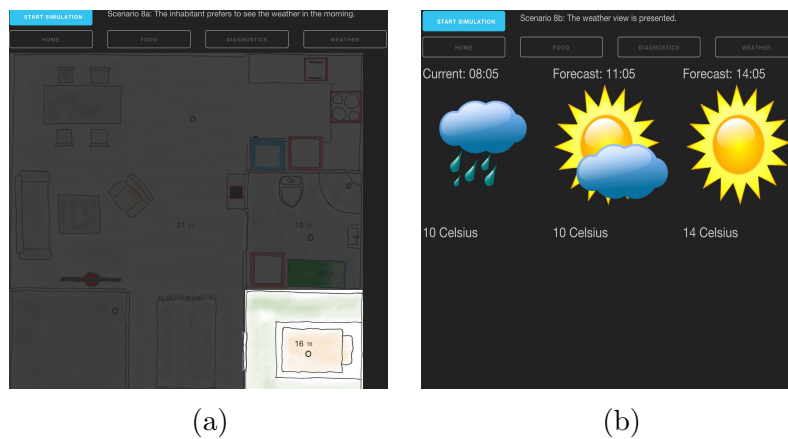 START SIMULATION
Scenario 8a: The inhabitant prefers to see the weather in the morning.
HOME
FOOD
DIAGNOSTICS
WEATHER
21 21
16 16
(a)
START SIMULATION
Scenario 8b: The weather view is presented.
HOME
FOOD
DIAGNOSTICS
WEATHER
Current: 08:05
Forecast: 11:05
Forecast: 14:05
10 Celsius
10 Celsius
14 Celsius
(b)